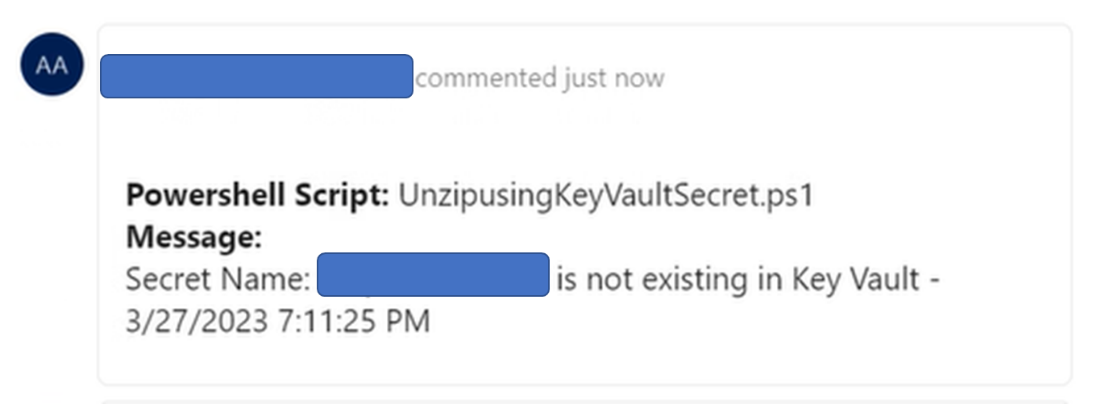 AA
commented just now
Powershell Script: UnzipusingKeyVaultSecret.ps1
Message:
Secret Name: is not existing in Key Vault -
3/27/2023 7:11:25 PM